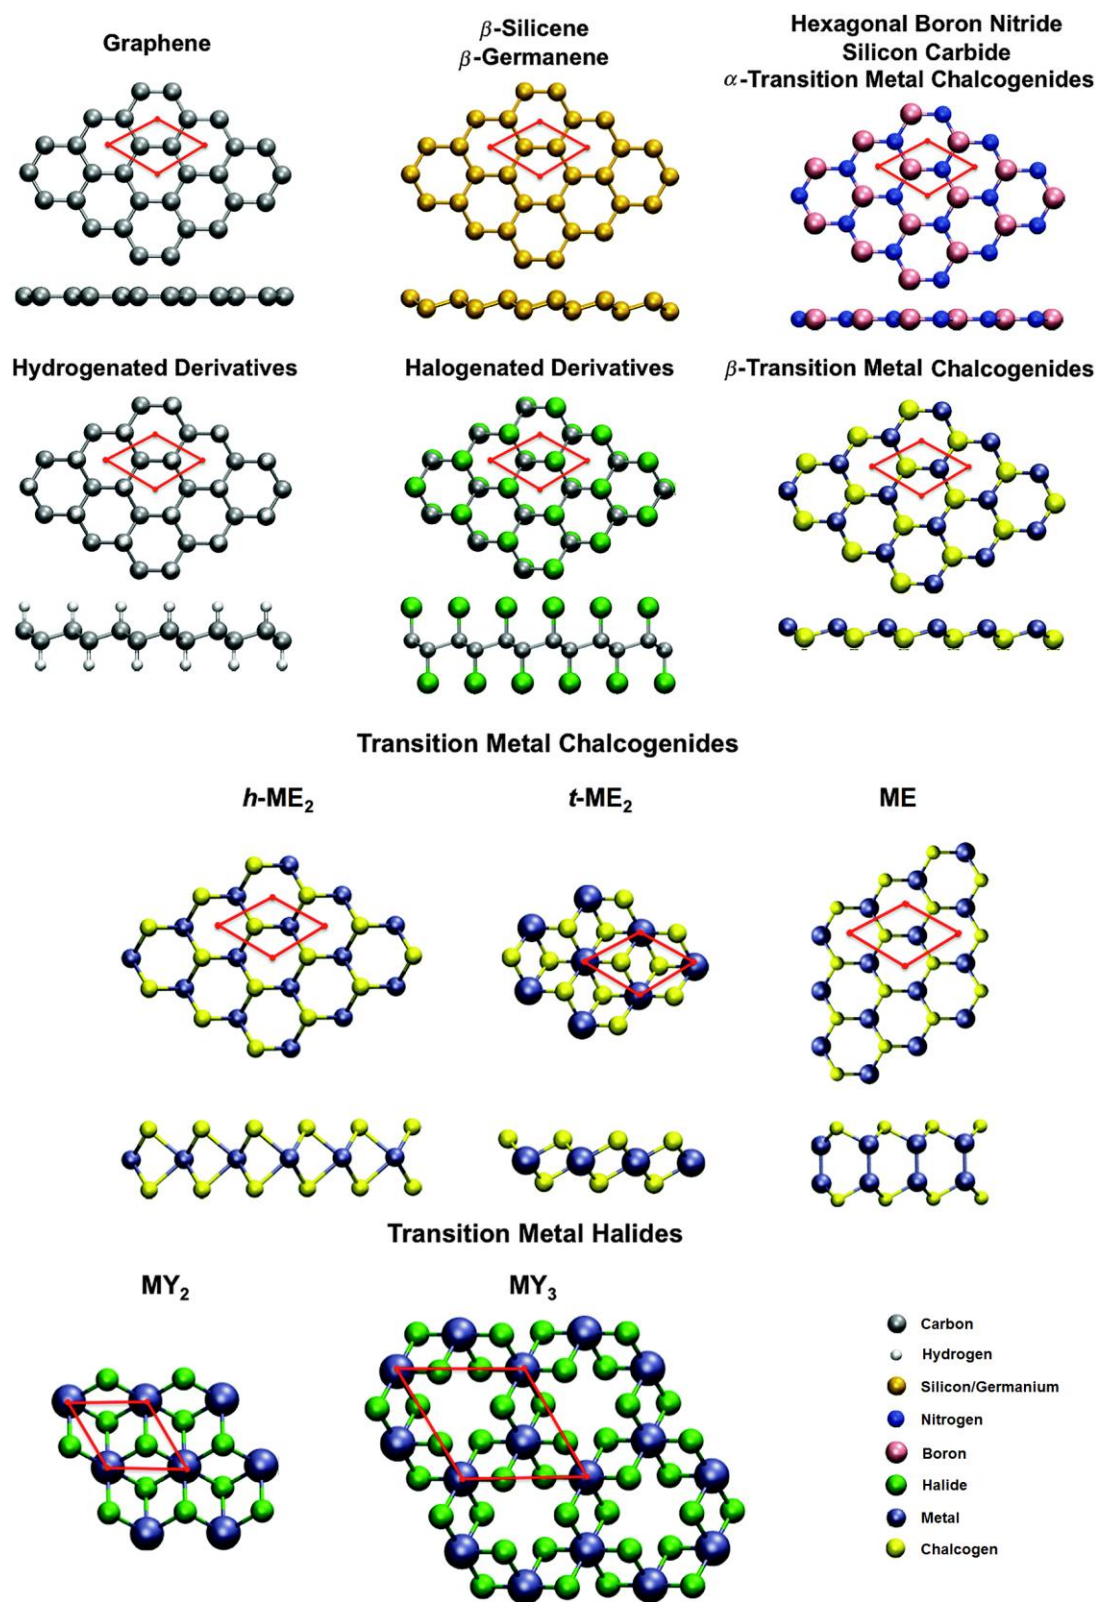 Graphene
β-Silicene
β-Germanene
Hexagonal Boron Nitride
Silicon Carbide
α-Transition Metal Chalcogenides
Hydrogenated Derivatives
Halogenated Derivatives
β-Transition Metal Chalcogenides
Transition Metal Chalcogenides
h-ME₂
t-ME₂
ME
Transition Metal Halides
MY₂
MY₃
Carbon
Hydrogen
Silicon/Germanium
Nitrogen
Boron
Halide
Metal
Chalcogen